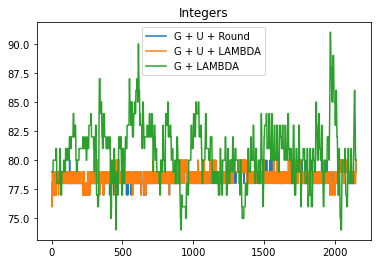 Integers
G + U + Round
G + U + LAMBDA
G + LAMBDA
90.0
87.5
85.0
82.5
80.0
77.5
75.0
0 500 1000 1500 2000